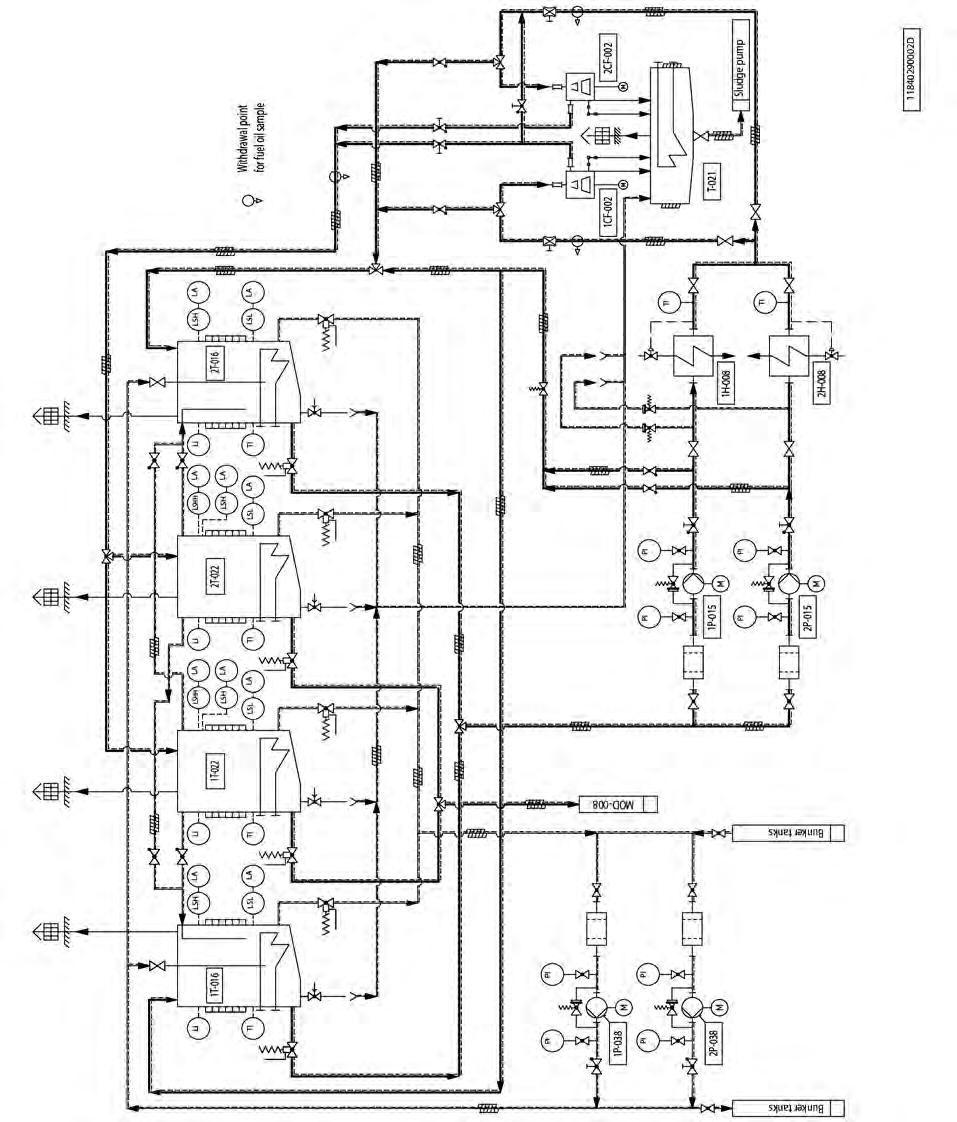 11840290002D
2CF-002
Sludge pump
Withdrawal point
for fuel oil sample
M
M
1CF-002
T-021
LA
LA
LSH
LSL
2T-016
TI
TI
1H-008
2H-008
LI
TI
LA
LSHH
LSH
LA
LSL
2T-022
PI
PI
M
M
PI
PI
1P-015
2P-015
LI
TI
LA
LSHH
LSH
LA
LSL
1T-022
MOD-008
LI
TI
LA
LSH
LA
LSL
Bunker tanks
Bunker tanks
1T-016
LI
TI
PI
PI
M
M
PI
PI
1P-038
2P-038